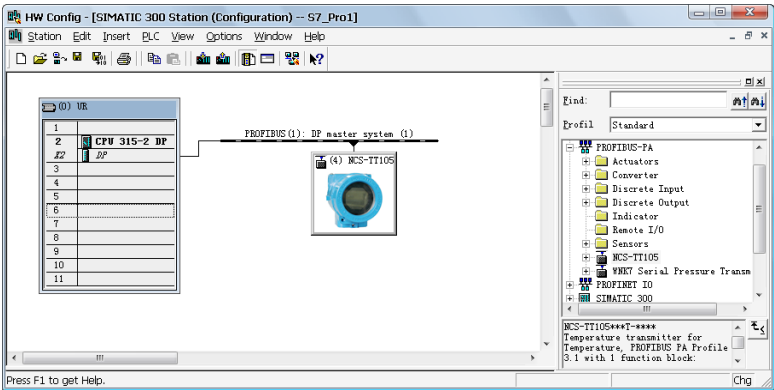 HW Config - [SIMATIC 300 Station (Configuration) -- S7_Pro1]
Station Edit Insert PLC View Options Window Help
(0) UR
1
2 CPU 315-2 DP
X2 DP
3
4
5
6
7
8
9
10
11
PROFIBUS(1): DP master system (1)
(4) NCS-TT105
Find:
Profil Standard
PROFIBUS-PA
Actuators
Converter
Discrete Input
Discrete Output
Indicator
Remote I/O
Sensors
NCS-TT105
WNK7 Serial Pressure Transm
PROFINET IO
SIMATIC 300
NCS-TT105***T-****
Temperature transmitter for
Temperature, PROFIBUS PA Profile
3.1 with 1 function block:
Press F1 to get Help.
Chg